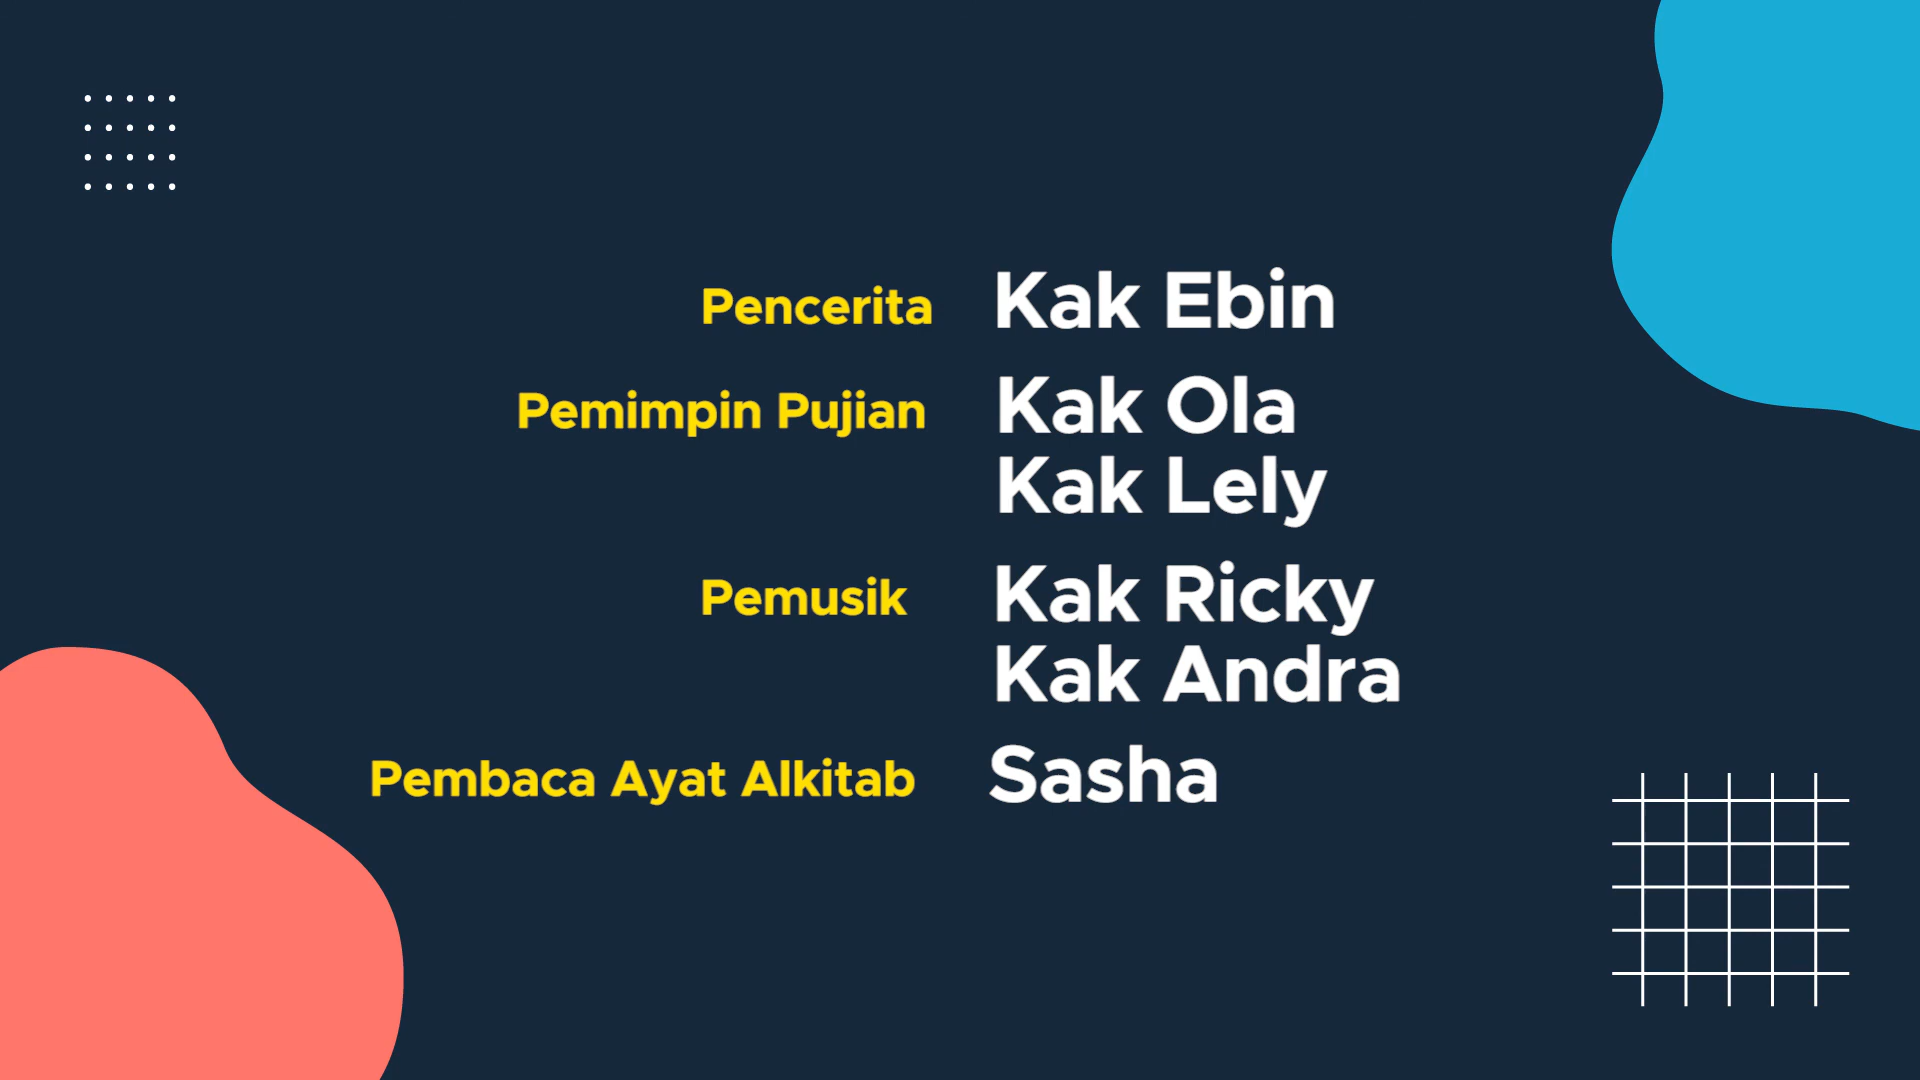 Pencerita Kak Ebin
Pemimpin Pujian Kak Ola
Kak Lely
Pemusik Kak Ricky
Kak Andra
Pembaca Ayat Alkitab Sasha